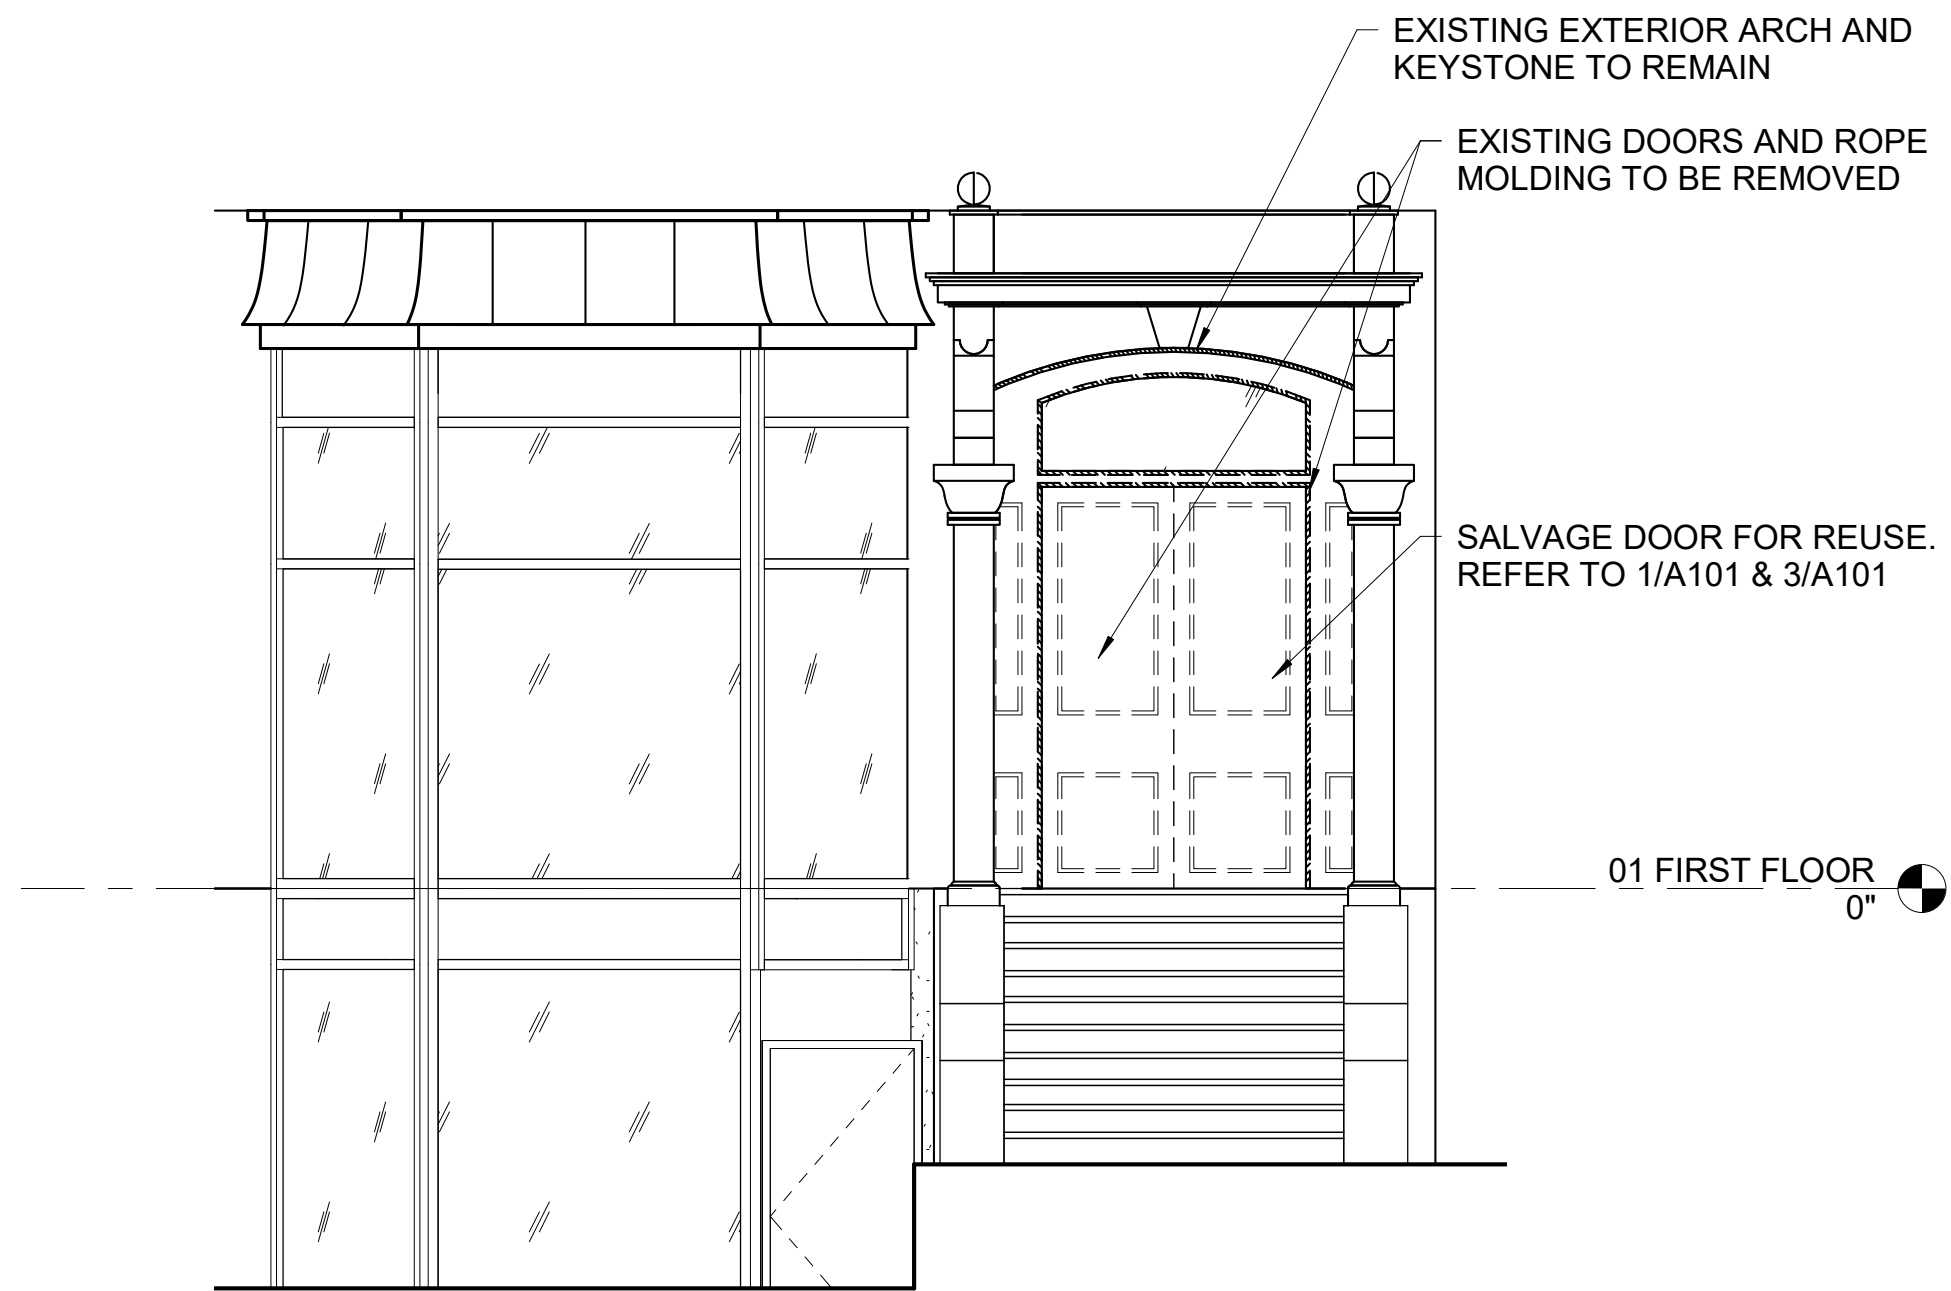 EXISTING EXTERIOR ARCH AND
KEYSTONE TO REMAIN
EXISTING DOORS AND ROPE
MOLDING TO BE REMOVED
SALVAGE DOOR FOR REUSE.
REFER TO 1/A101 & 3/A101
01 FIRST FLOOR
0"